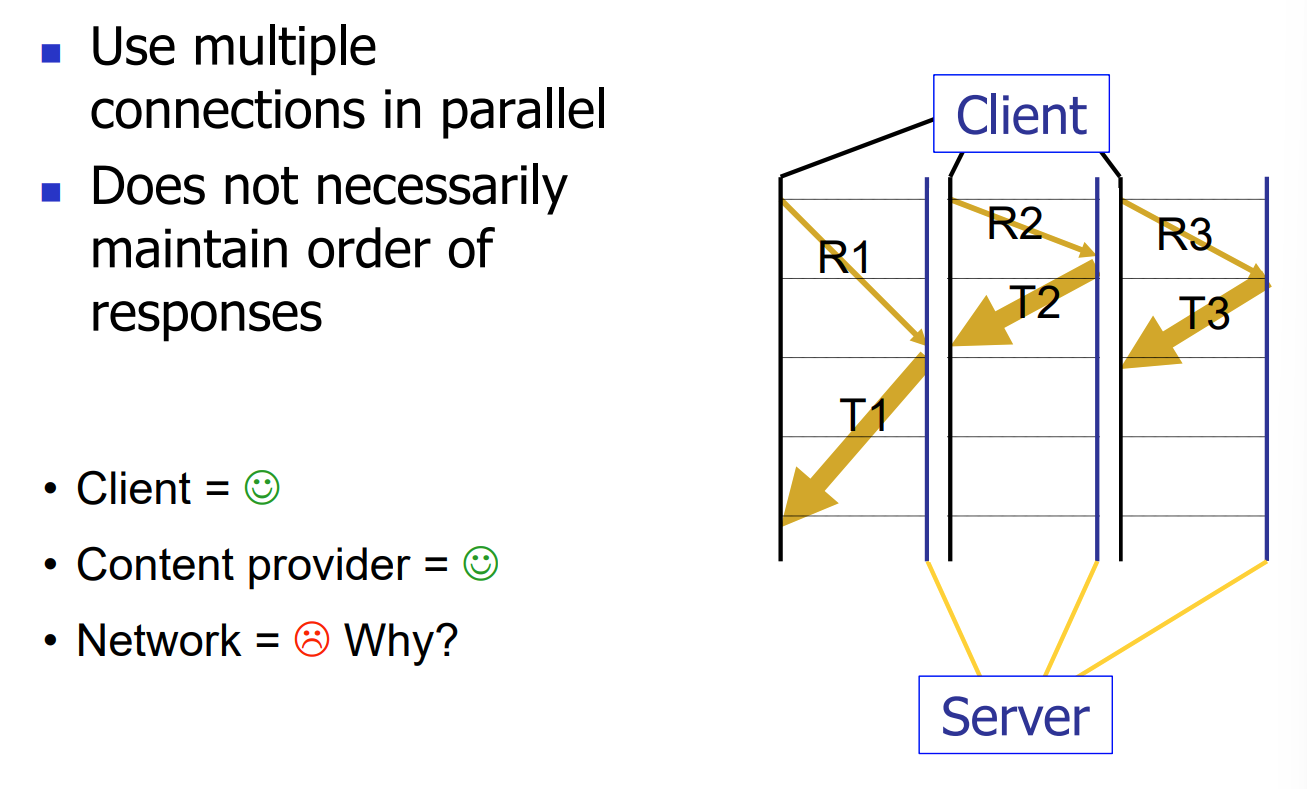 Use multiple
connections in parallel
Does not necessarily
maintain order of
responses
• Client = ☺
• Content provider = ☺
• Network = ☹ Why?
Client
R1
R2
R3
T2
T3
T1
Server